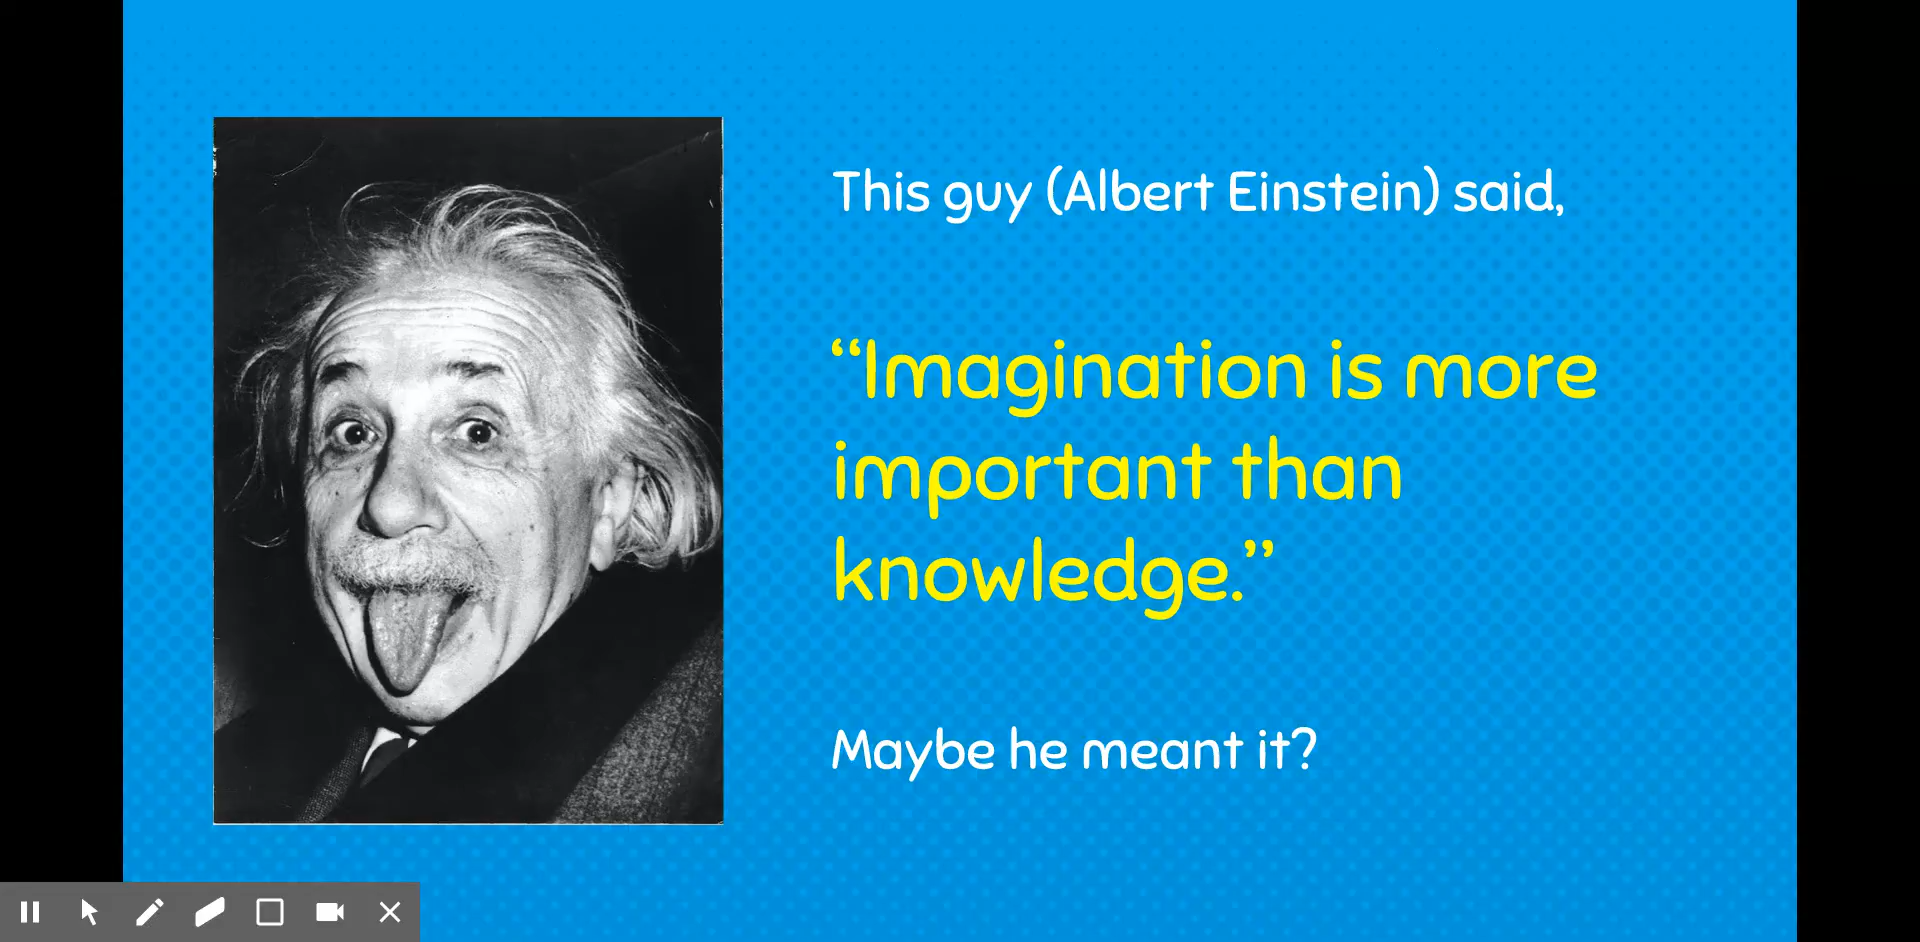 This guy (Albert Einstein) said,
“Imagination is more
important than
knowledge.”
Maybe he meant it?